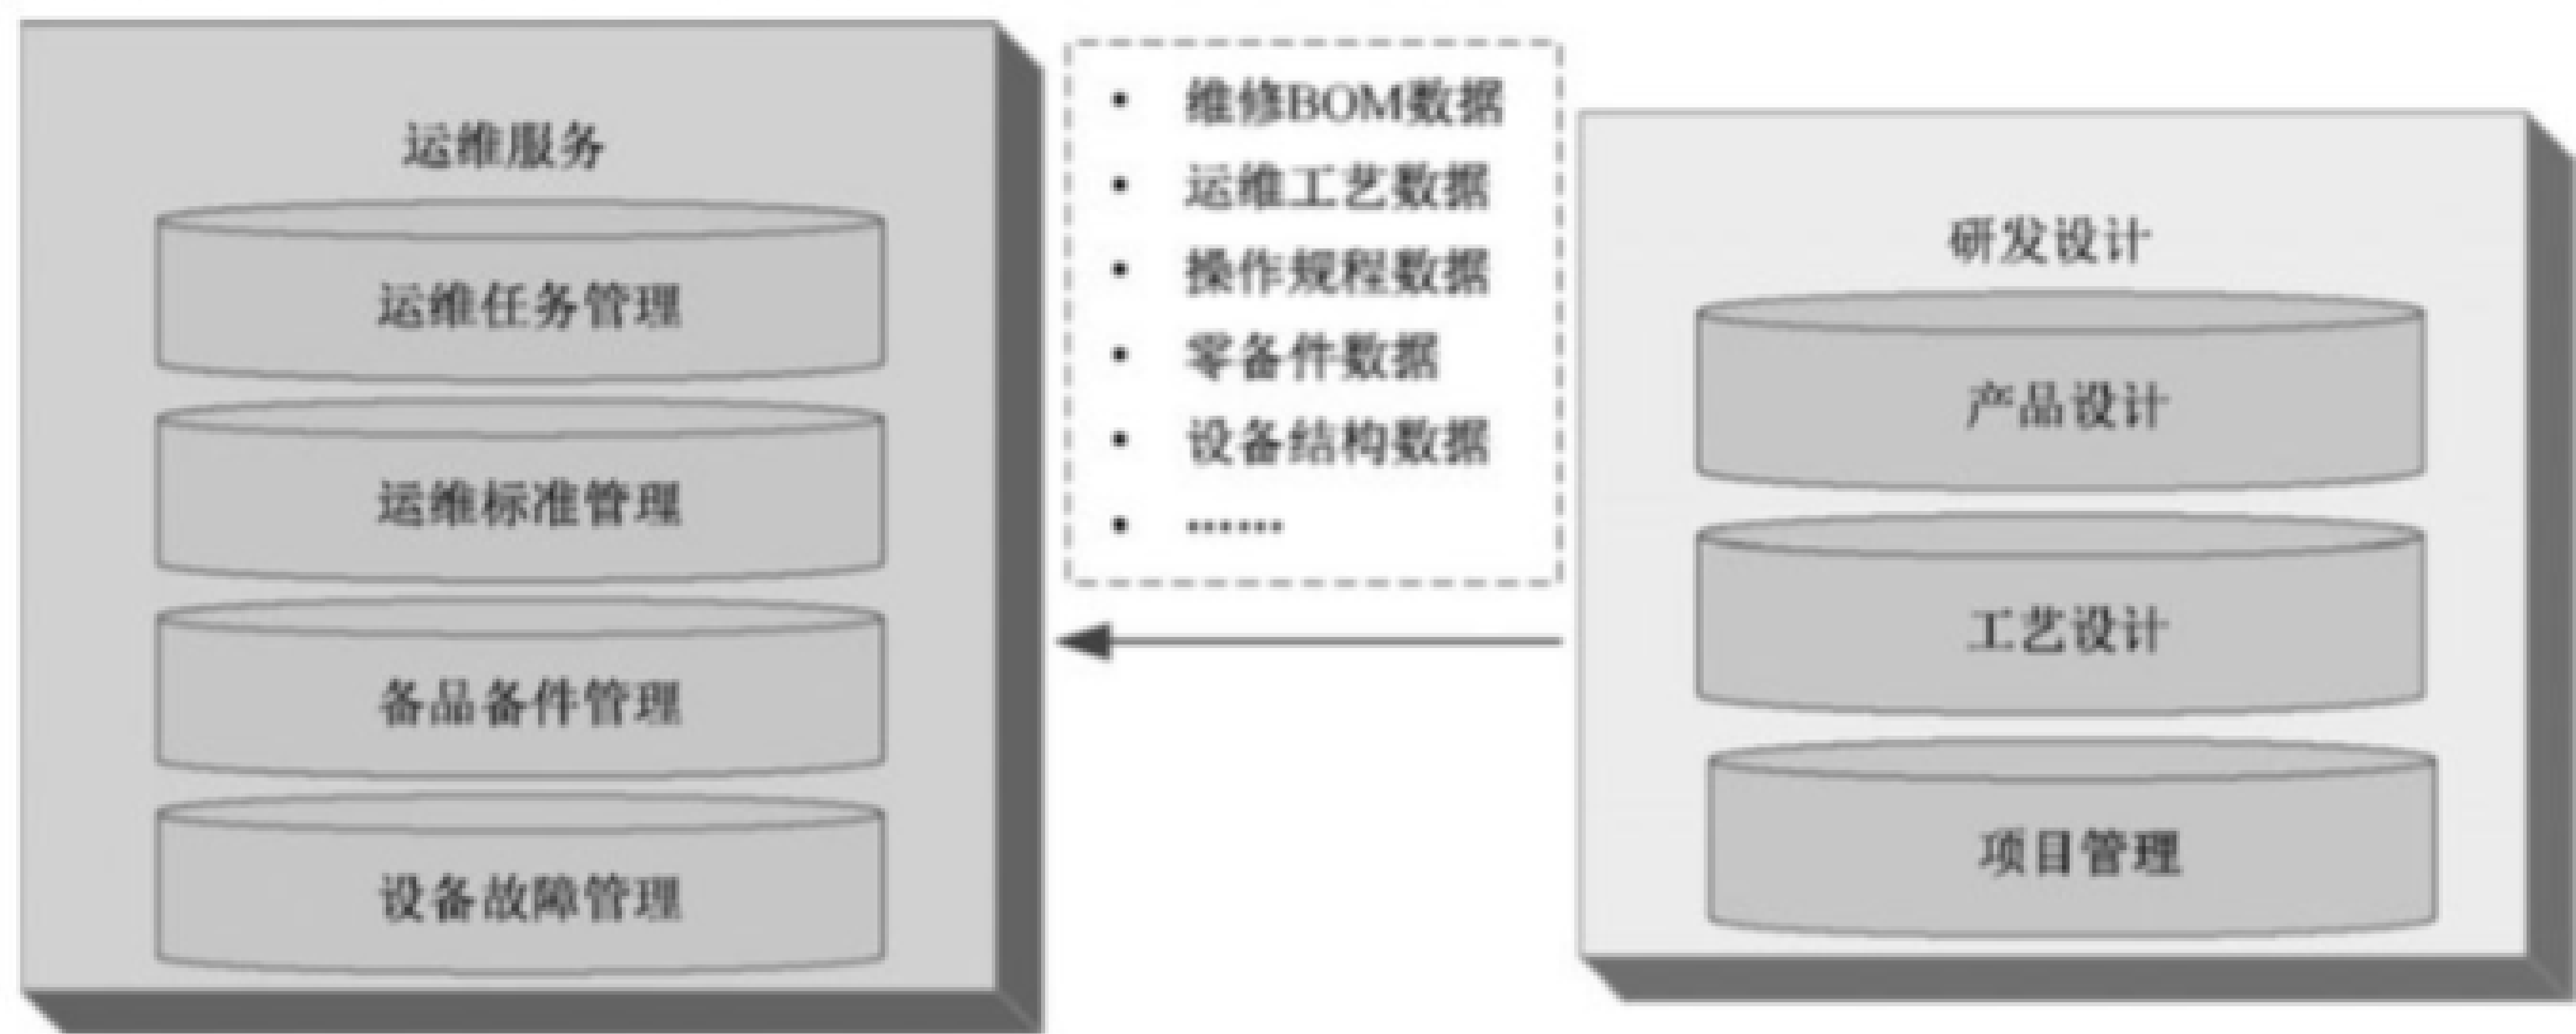 运维服务
运维任务管理
运维标准管理
备品备件管理
设备故障管理
• 维修BOM数据
• 运维工艺数据
• 操作规程数据
• 零备件数据
• 设备结构数据
• ……
研发设计
产品设计
工艺设计
项目管理